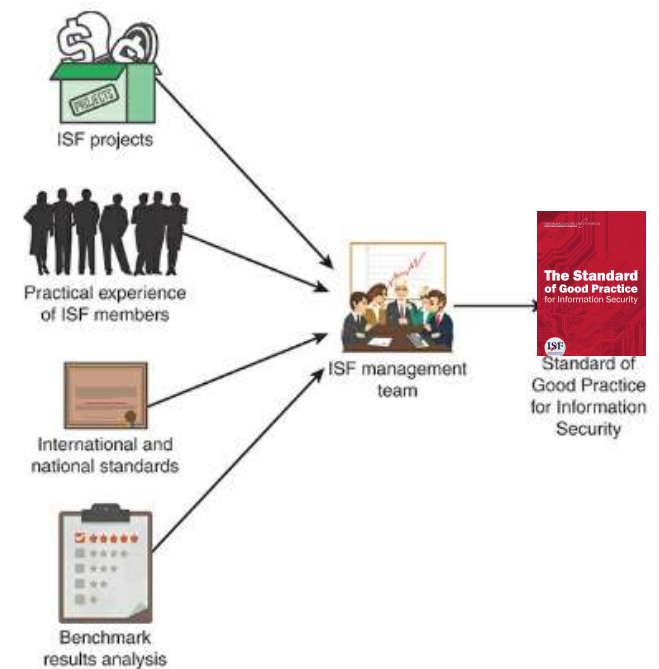 PROJECTS
ISF projects
Practical experience
of ISF members
International and
national standards
Benchmark
results analysis
ISF management
team
The Standard
of Good Practice
for Information Security
ISF
Standard of
Good Practice
for Information
Security